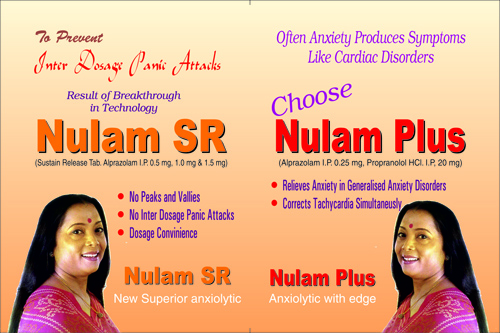 To Prevent
Inter Dosage Panic Attacks
Result of Breakthrough
in Technology
Nulam SR
(Sustain Release Tab. Alprazolam I.P. 0.5 mg, 1.0 mg & 1.5 mg)
• No Peaks and Vallies
• No Inter Dosage Panic Attacks
• Dosage Convinience
Nulam SR
New Superior anxiolytic
Often Anxiety Produces Symptoms
Like Cardiac Disorders
Choose
Nulam Plus
(Alprazolam I.P. 0.25 mg, Propranolol HCl. I.P. 20 mg)
• Relieves Anxiety in Generalised Anxiety Disorders
• Corrects Tachycardia Simultaneusly
Nulam Plus
Anxiolytic with edge